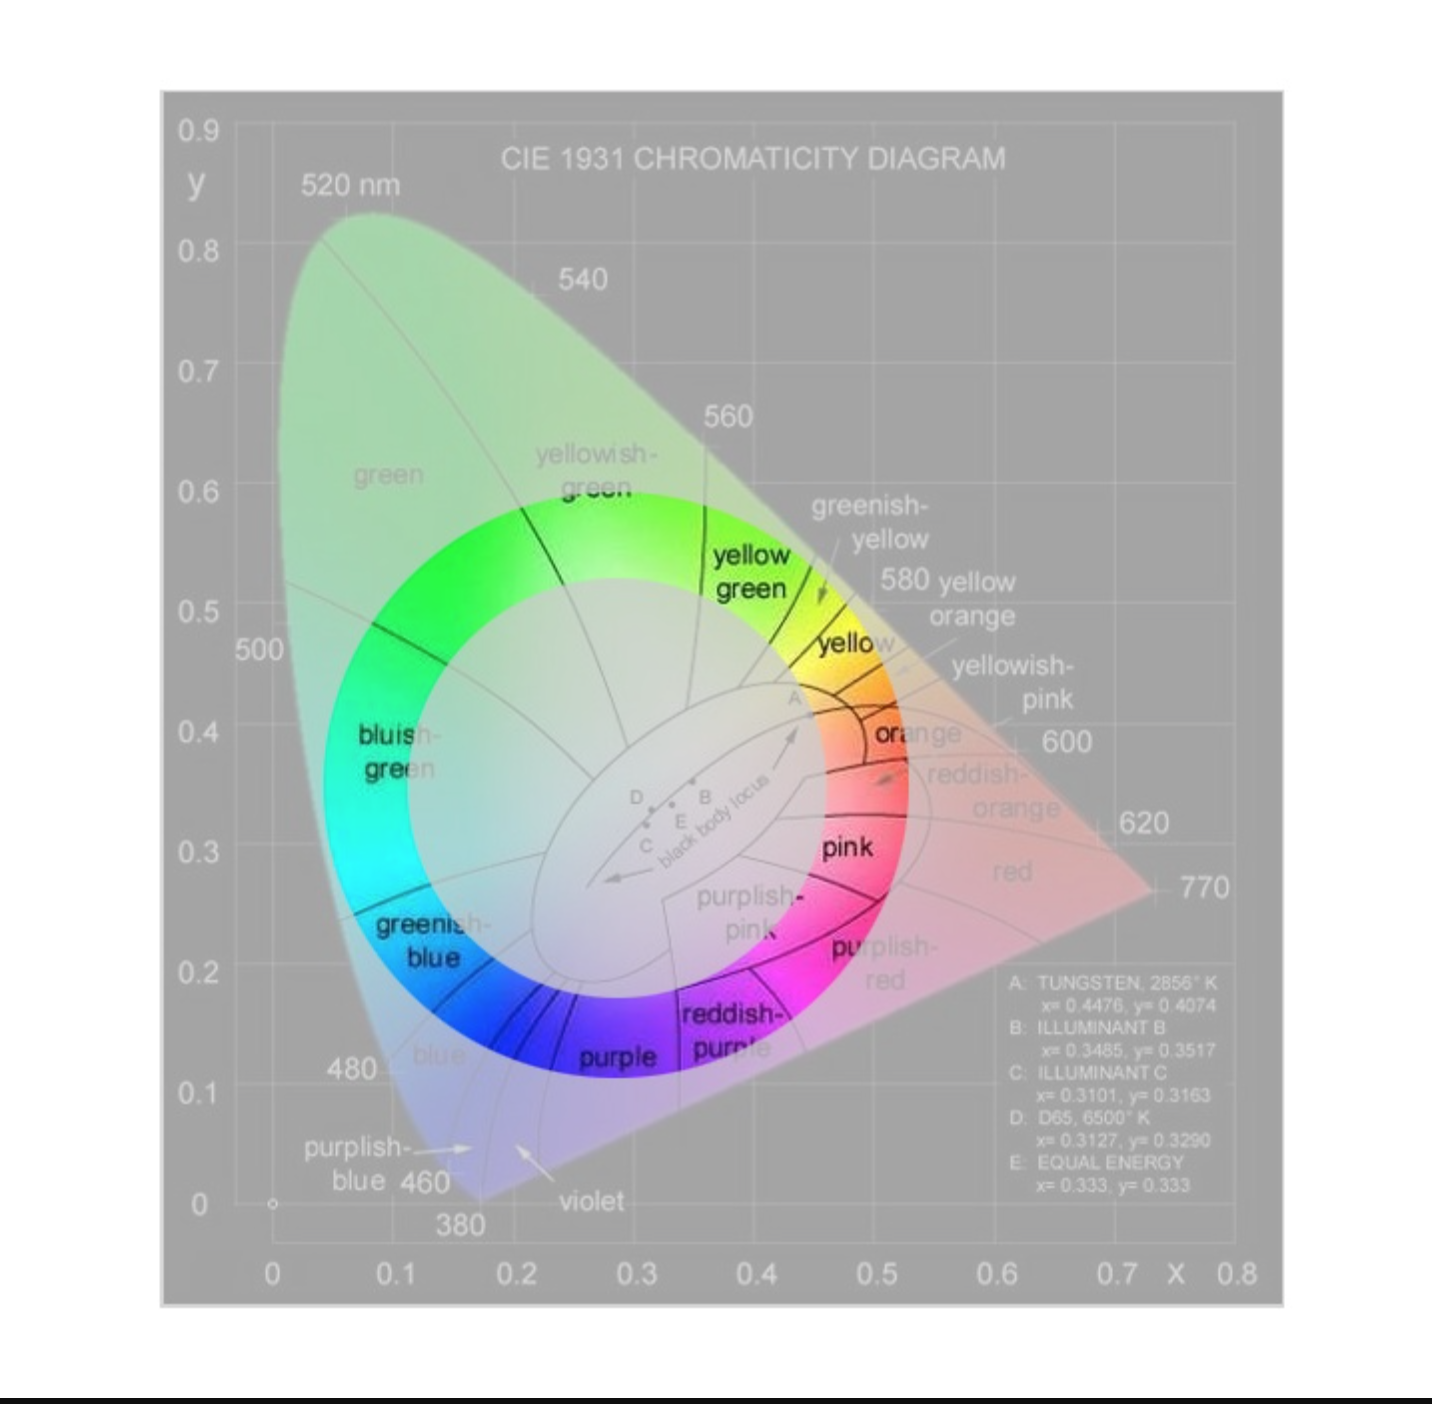 0.9
CIE 1931 CHROMATICITY DIAGRAM
y
520 nm
0.8
540
0.7
560
yellowish-
green
green
0.6
greenish-
yellow
yellow
green
580
yellow
orange
0.5
500
yellow
yellowish-
pink
bluish-
green
0.4
A
orange
600
reddish-
orange
D
B
E
C
black body locus
620
0.3
pink
red
770
purplish-
pink
greenish-
blue
purplish-
red
0.2
A: TUNGSTEN, 2856° K
x= 0.4476, y= 0.4074
B: ILLUMINANT B
x= 0.3485, y= 0.3517
C: ILLUMINANT C
x= 0.3101, y= 0.3163
D: D65, 6500° K
x= 0.3127, y= 0.3290
E: EQUAL ENERGY
x= 0.333, y= 0.333
reddish-
purple
purple
blue
480
0.1
purplish-
blue
460
violet
0
380
0 0.1 0.2 0.3 0.4 0.5 0.6 0.7 X 0.8